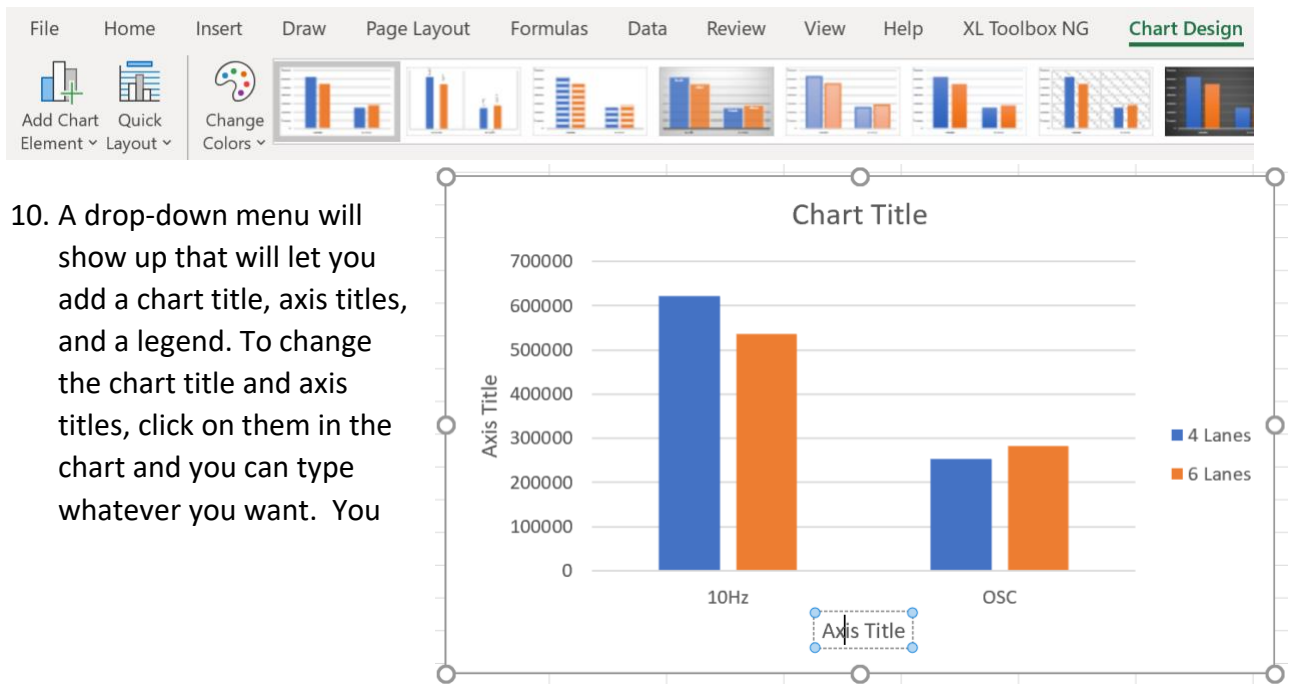 File Home Insert Draw Page Layout Formulas Data Review View Help XL Toolbox NG Chart Design
Add Chart Element
Quick Layout
Change Colors
10. A drop-down menu will
show up that will let you
add a chart title, axis titles,
and a legend. To change
the chart title and axis
titles, click on them in the
chart and you can type
whatever you want. You
Chart Title
700000
600000
500000
400000
300000
200000
100000
0
Axis Title
10Hz OSC
Axis Title
4 Lanes
6 Lanes